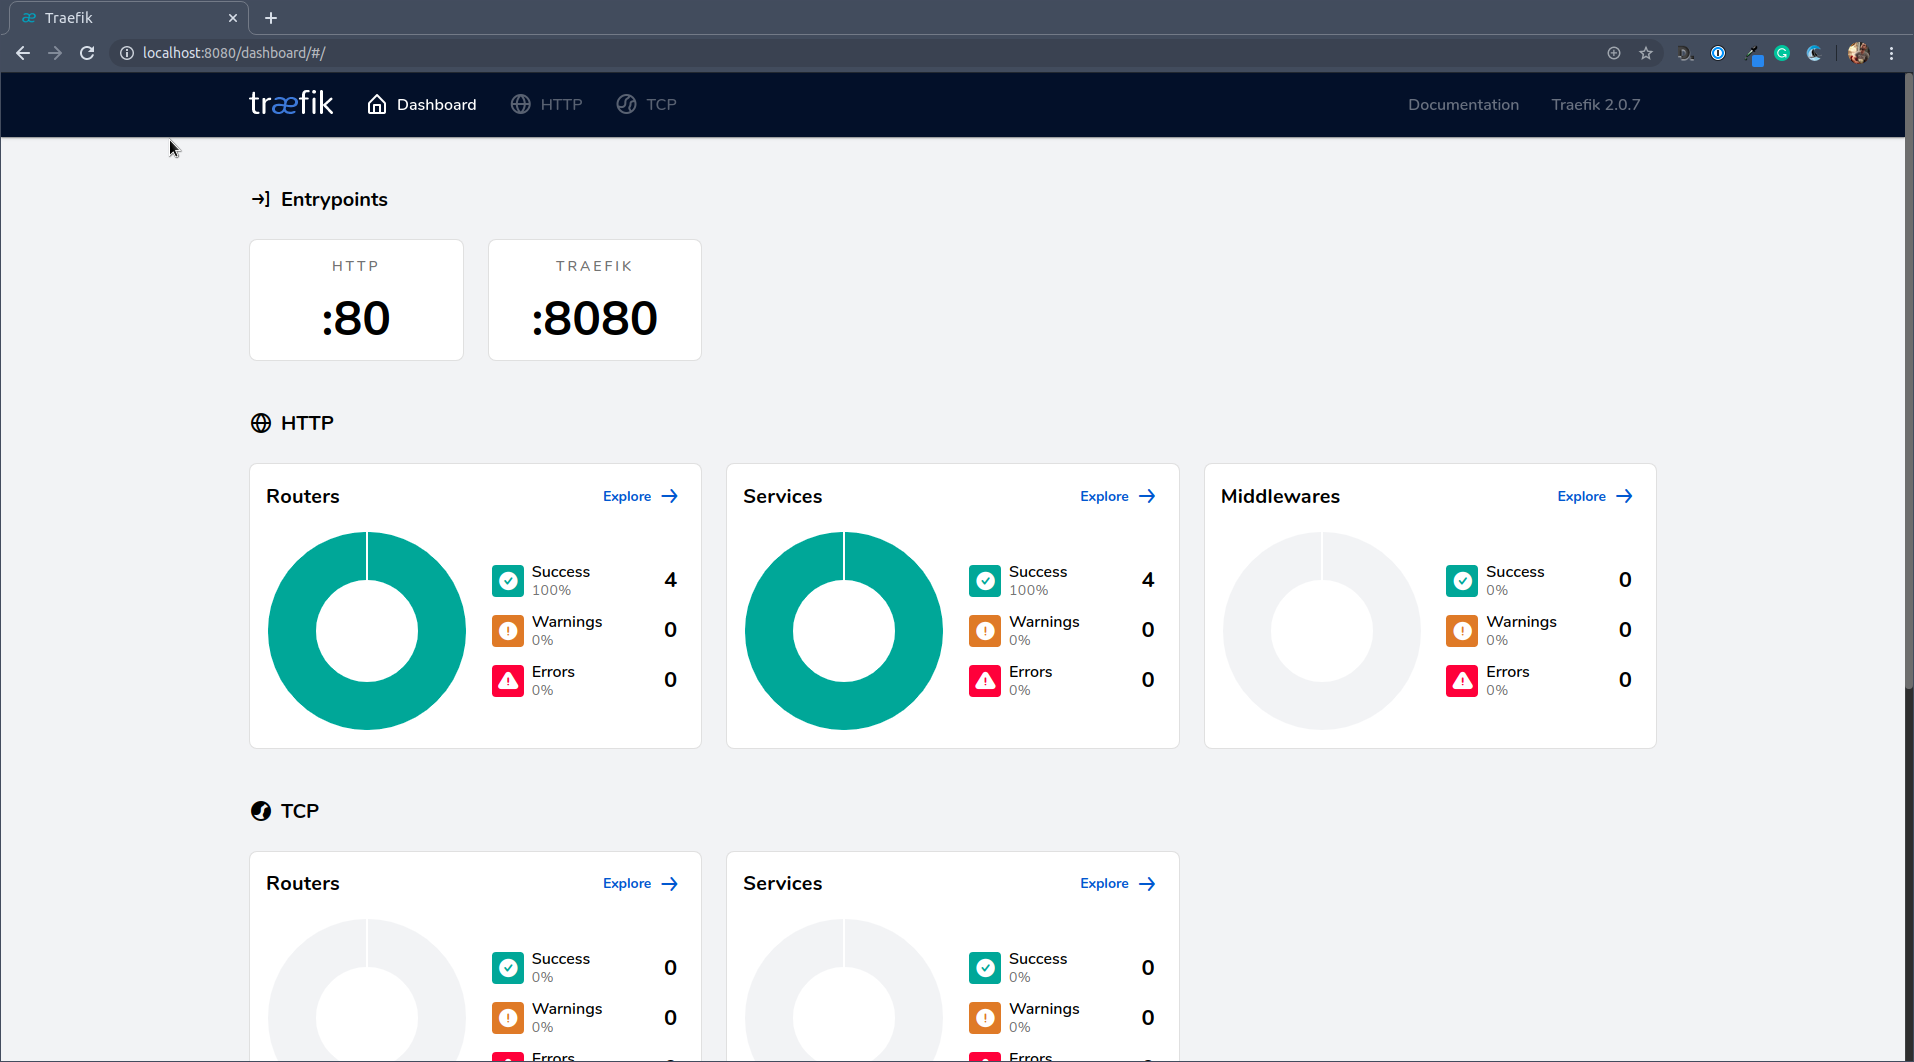 Traefik
localhost:8080/dashboard/#/
træfik Dashboard HTTP TCP Documentation Traefik 2.0.7
Entrypoints
HTTP
:80
TRAEFIK
:8080
HTTP
Routers Explore
Success 4
100%
Warnings 0
0%
Errors 0
0%
Services Explore
Success 4
100%
Warnings 0
0%
Errors 0
0%
Middlewares Explore
Success 0
0%
Warnings 0
0%
Errors 0
0%
TCP
Routers Explore
Success 0
0%
Warnings 0
0%
Errors
Services Explore
Success 0
0%
Warnings 0
0%
Errors